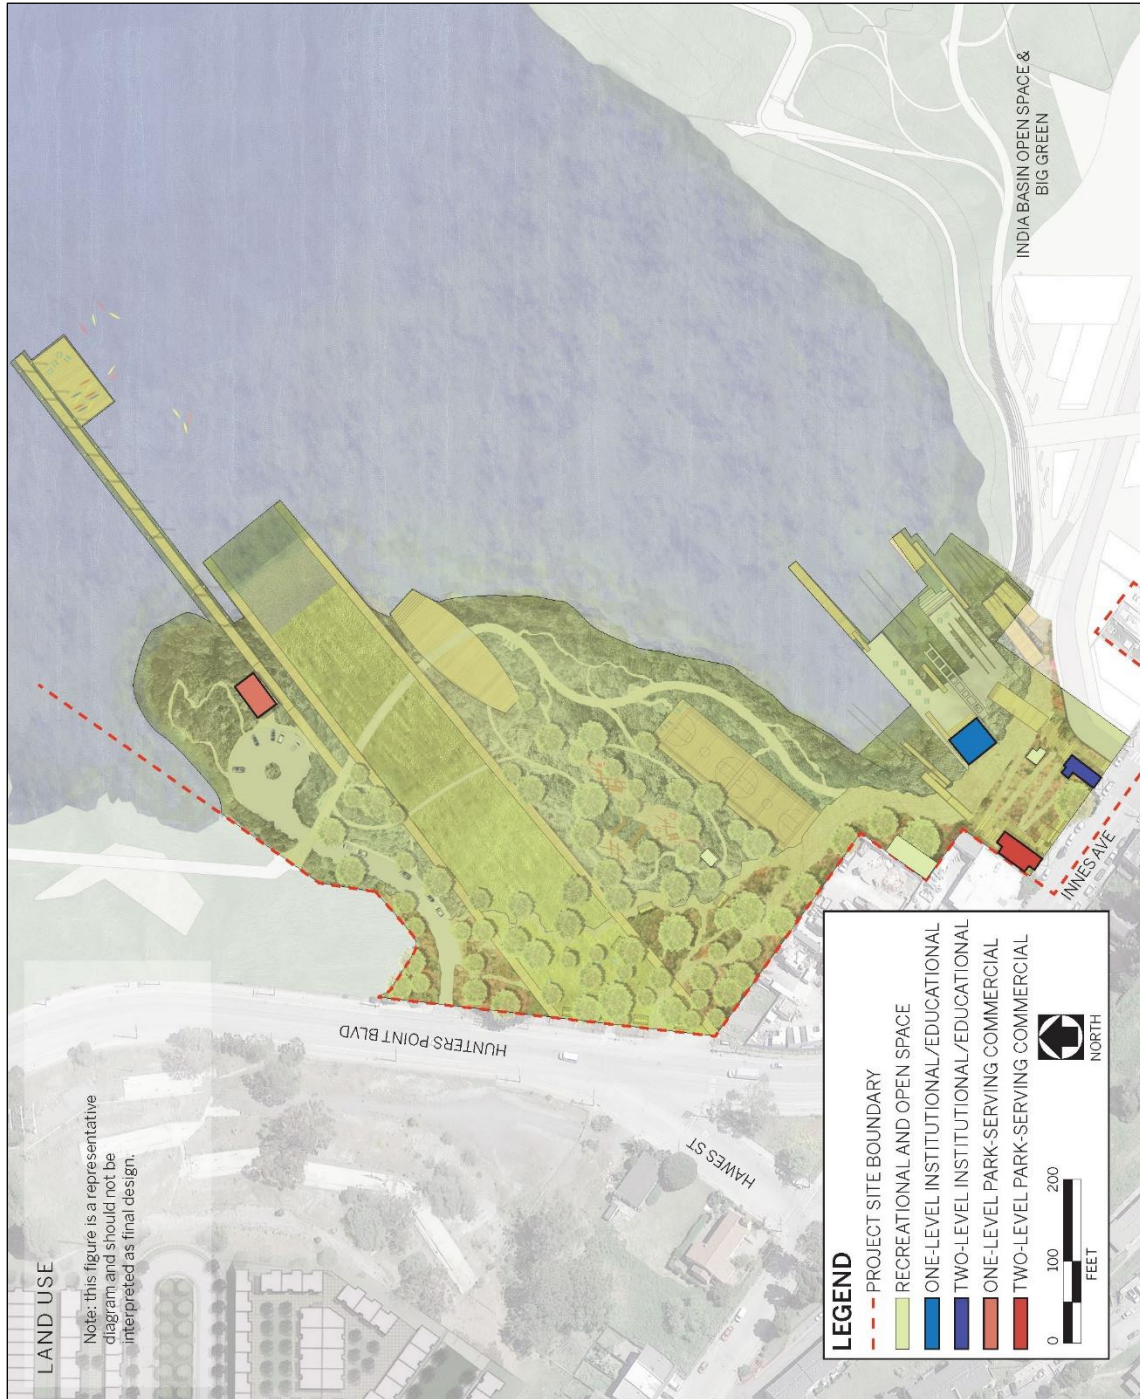 LAND USE
Note: this figure is a representative
diagram and should not be
interpreted as final design.
HUNTERS POINT BLVD
HAWES ST
INNES AVE
INDIA BASIN OPEN SPACE &
BIG GREEN
LEGEND
PROJECT SITE BOUNDARY
RECREATIONAL AND OPEN SPACE
ONE-LEVEL INSTITUTIONAL/EDUCATIONAL
TWO-LEVEL INSTITUTIONAL/EDUCATIONAL
ONE-LEVEL PARK-SERVING COMMERCIAL
TWO-LEVEL PARK-SERVING COMMERCIAL
0 100 200
FEET
NORTH